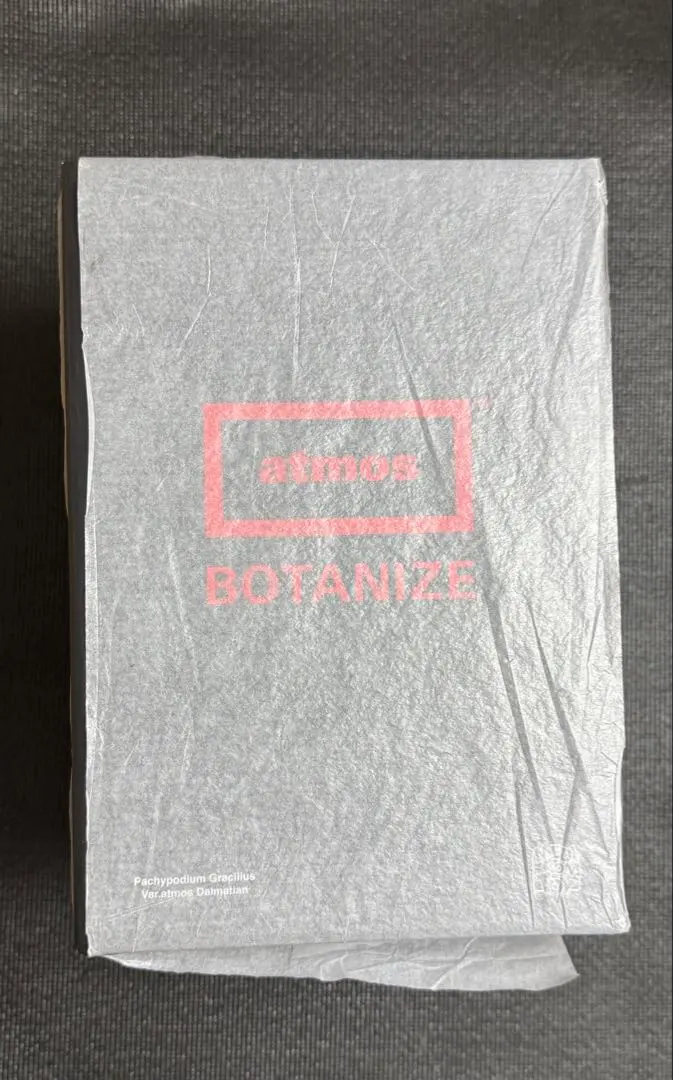 atmos
BOTANIZE
Pachypodium Gracilius
Var.atmos Dalmatian